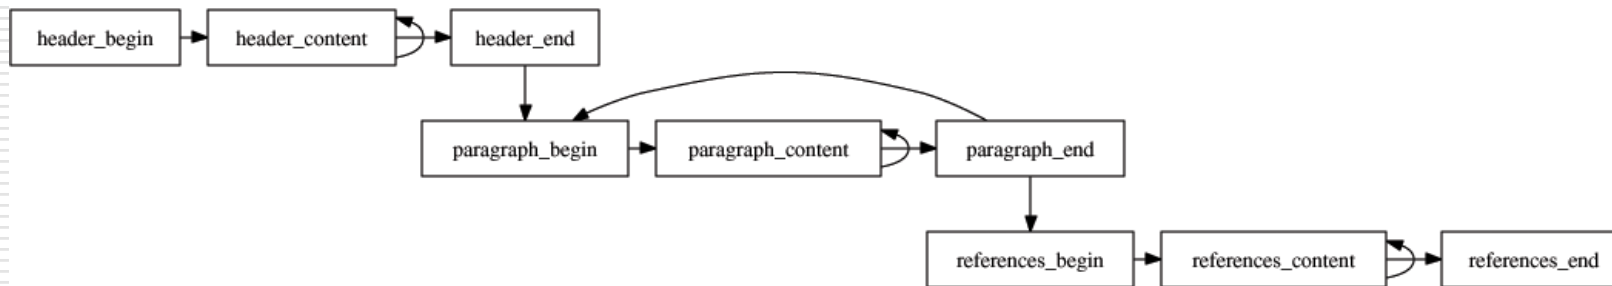 header_begin header_content header_end
paragraph_begin paragraph_content paragraph_end
references_begin references_content references_end